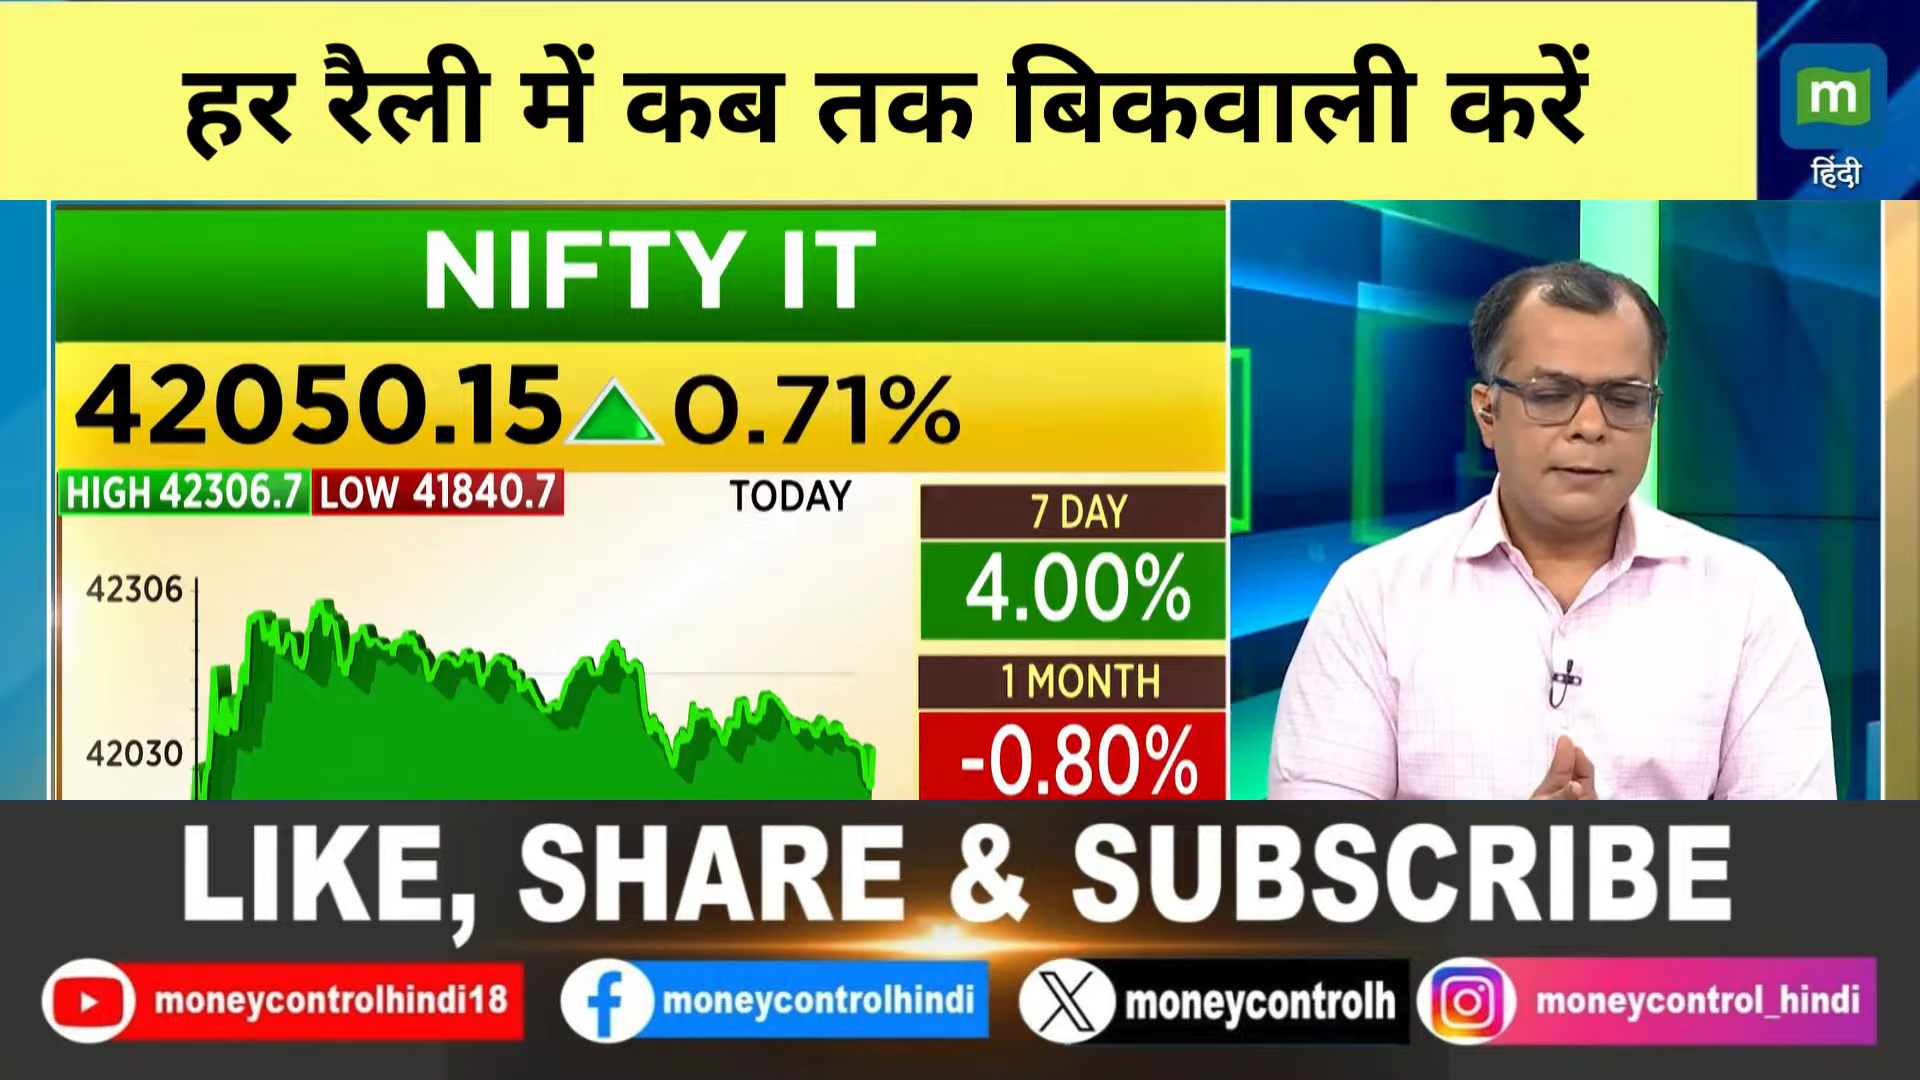 हर रैली में कब तक बिकवाली करें
m
हिंदी
NIFTY IT
42050.15 0.71%
HIGH 42306.7 LOW 41840.7
TODAY
7 DAY
4.00%
1 MONTH
-0.80%
42306
42030
LIKE, SHARE & SUBSCRIBE
moneycontrolhindi18
moneycontrolhindi
moneycontrolh
moneycontrol_hindi